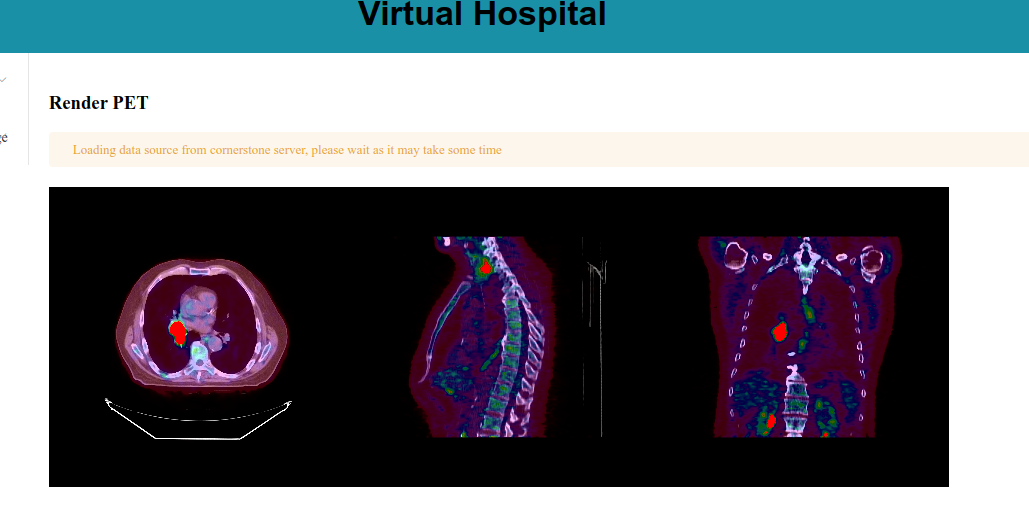 Virtual Hospital
Render PET
Loading data source from cornerstone server, please wait as it may take some time